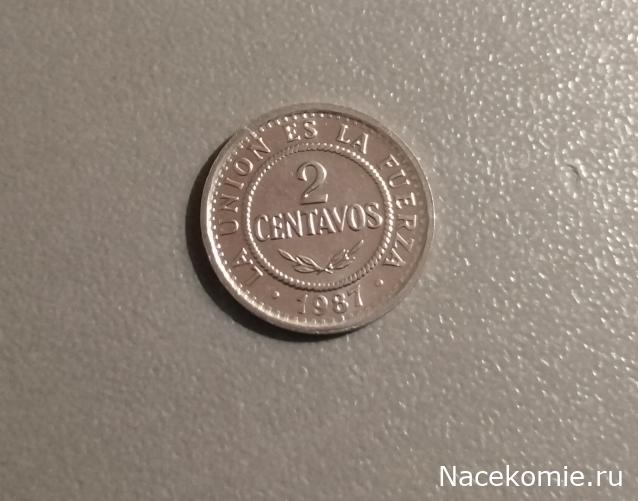 LA UNION ES LA FUERZA
2
CENTAVOS
· 1987 ·
Nacekomie.ru